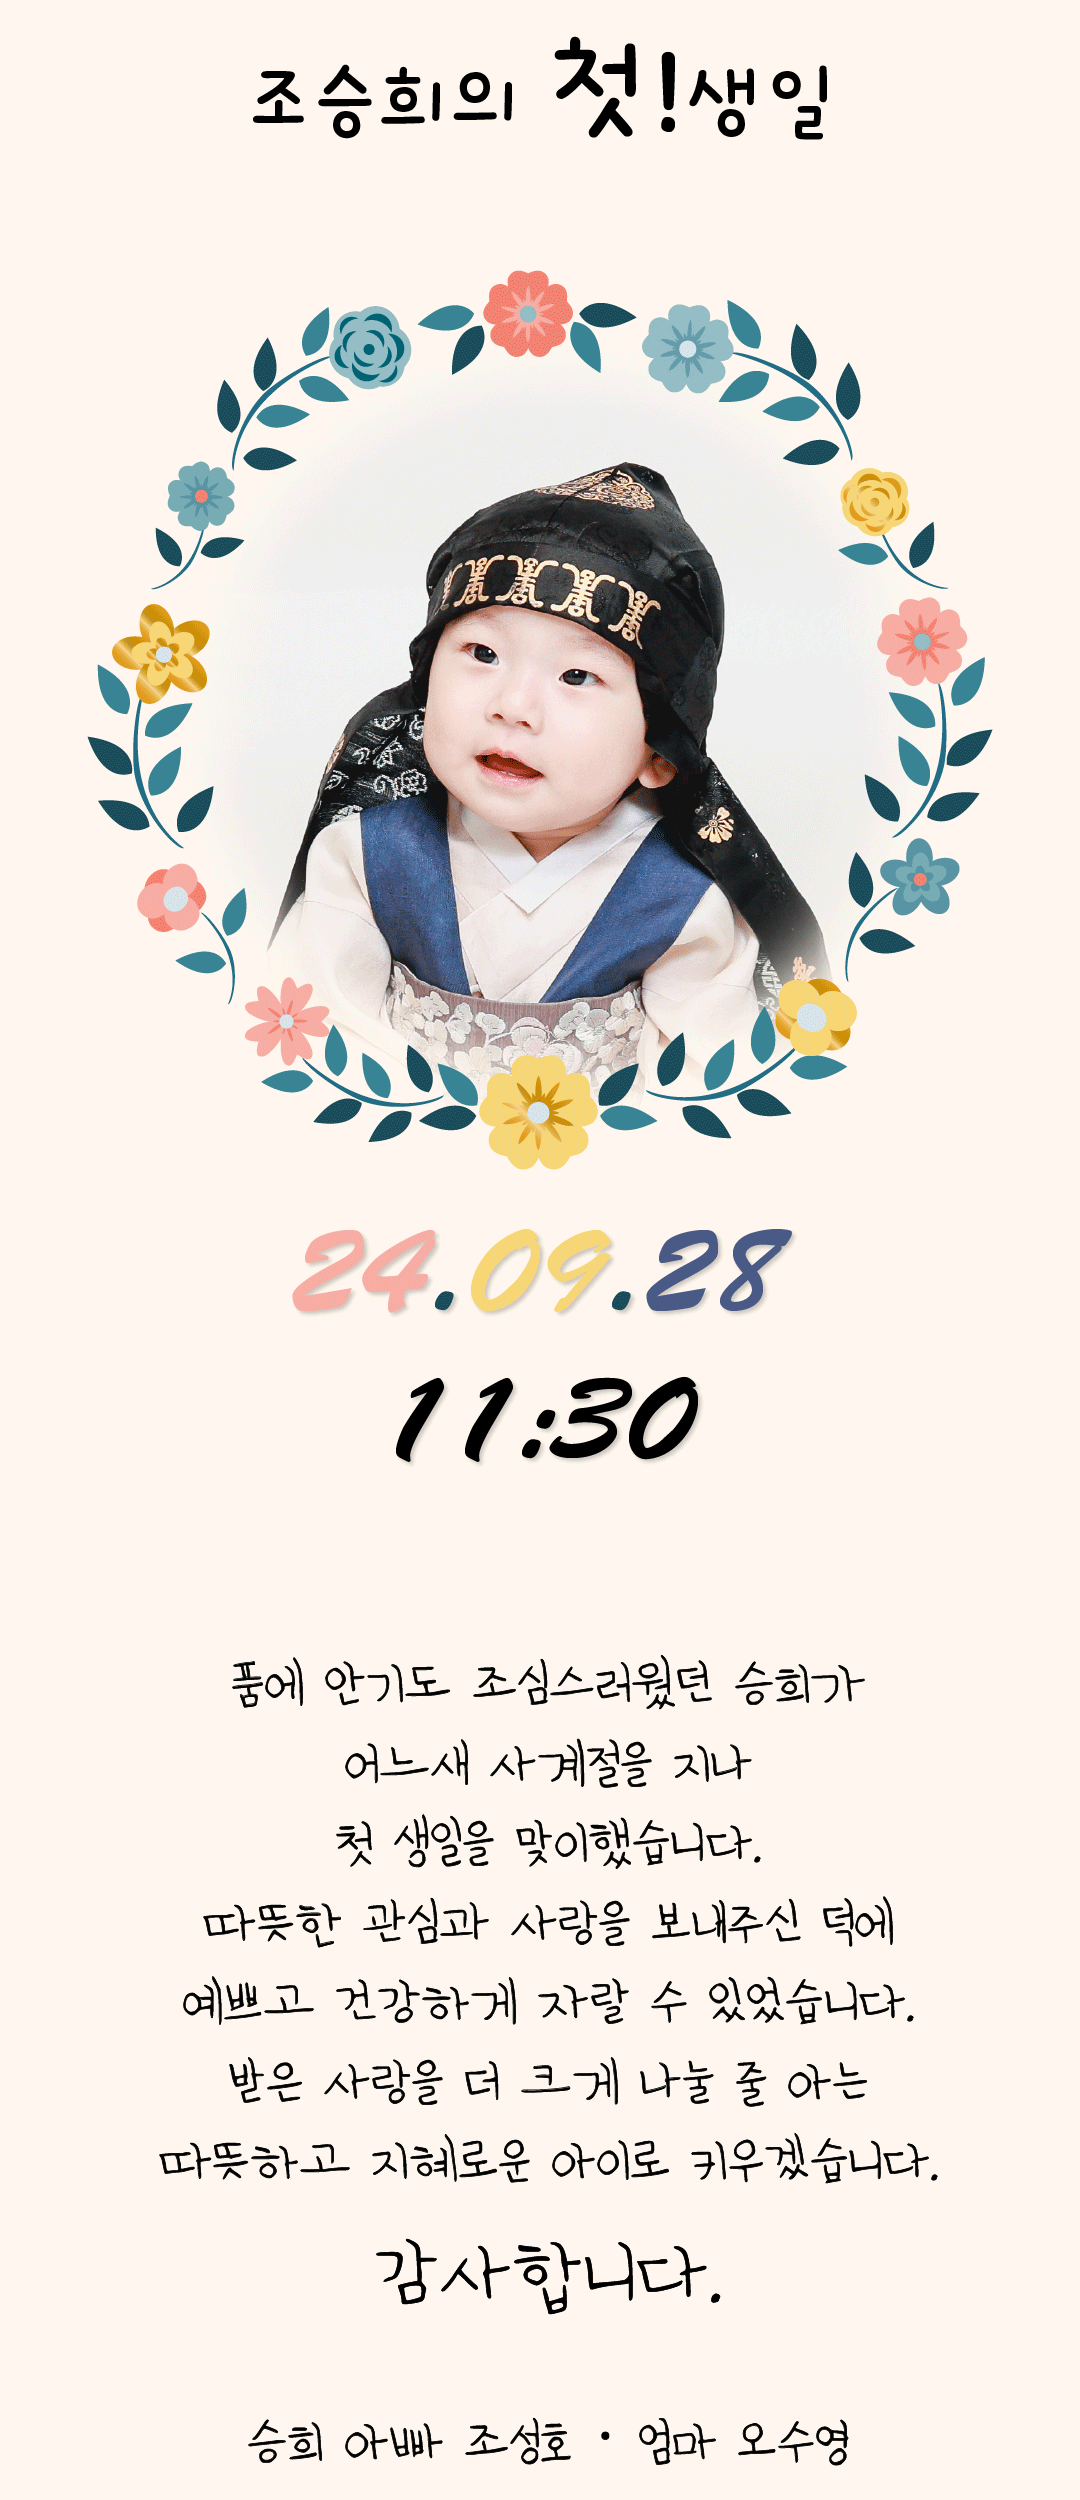 조승희의 첫!생일
24.09.28
11:30
품에 안기도 조심스러웠던 승희가
어느새 사계절을 지나
첫 생일을 맞이했습니다.
따뜻한 관심과 사랑을 보내주신 덕에
예쁘고 건강하게 자랄 수 있었습니다.
받은 사랑을 더 크게 나눌 줄 아는
따뜻하고 지혜로운 아이로 키우겠습니다.
감사합니다.
승희 아빠 조성호 · 엄마 오수영